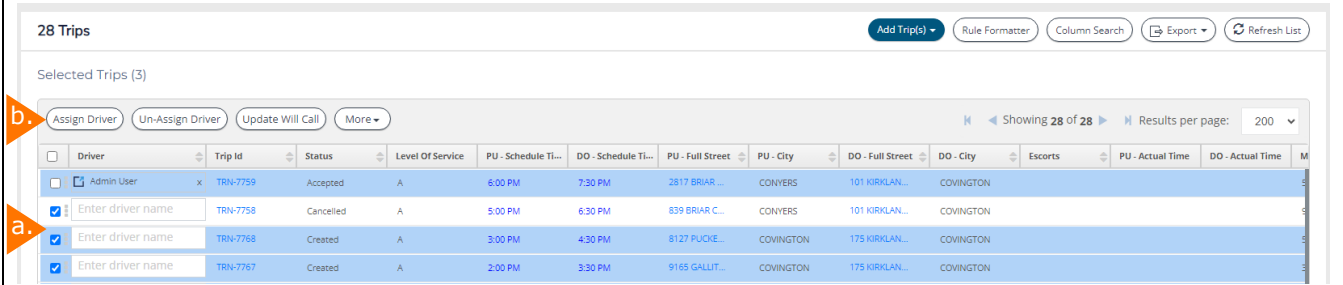 28 Trips Add Trip(s) Rule Formatter Column Search Export Refresh List
Selected Trips (3)
b. Assign Driver Un-Assign Driver Update Will Call More Showing 28 of 28 Results per page: 200
Driver Trip Id Status Level Of Service PU - Schedule Ti... DO - Schedule Ti... PU - Full Street PU - City DO - Full Street DO - City Escorts PU - Actual Time DO - Actual Time M
Admin User x TRN-7759 Accepted A 6:00 PM 7:30 PM 2817 BRIAR ... CONYERS 101 KIRKLAN... COVINGTON
Enter driver name TRN-7758 Cancelled A 5:00 PM 6:30 PM 839 BRIAR C... CONYERS 101 KIRKLAN... COVINGTON
a. Enter driver name TRN-7768 Created A 3:00 PM 4:30 PM 8127 PUCKE... COVINGTON 175 KIRKLAN... COVINGTON
Enter driver name TRN-7767 Created A 2:00 PM 3:30 PM 9165 GALLIT... COVINGTON 175 KIRKLAN... COVINGTON